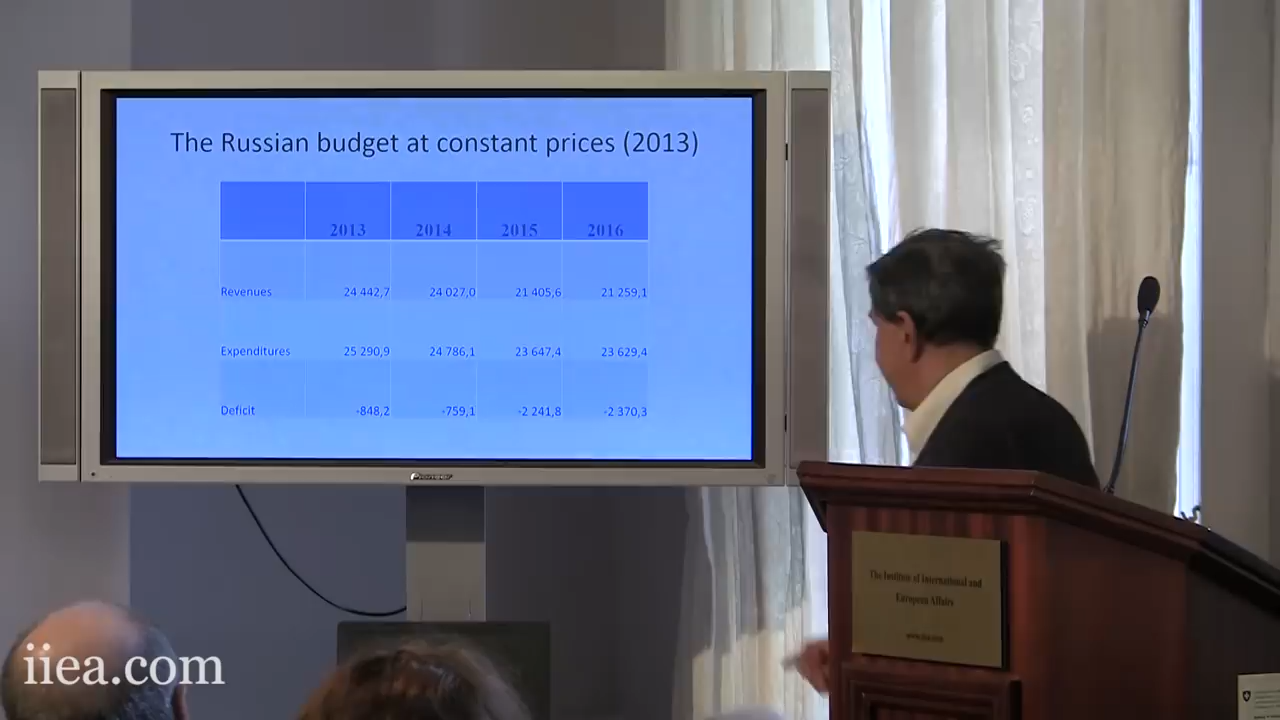 The Russian budget at constant prices (2013)
2013 2014 2015 2016
Revenues 24 442,7 24 027,0 21 405,6 21 259,1
Expenditures 25 290,9 24 786,1 23 647,4 23 629,4
Deficit -848,2 -759,1 -2 241,8 -2 370,3
The Institute of International and
European Affairs
www.iiea.com
iiea.com